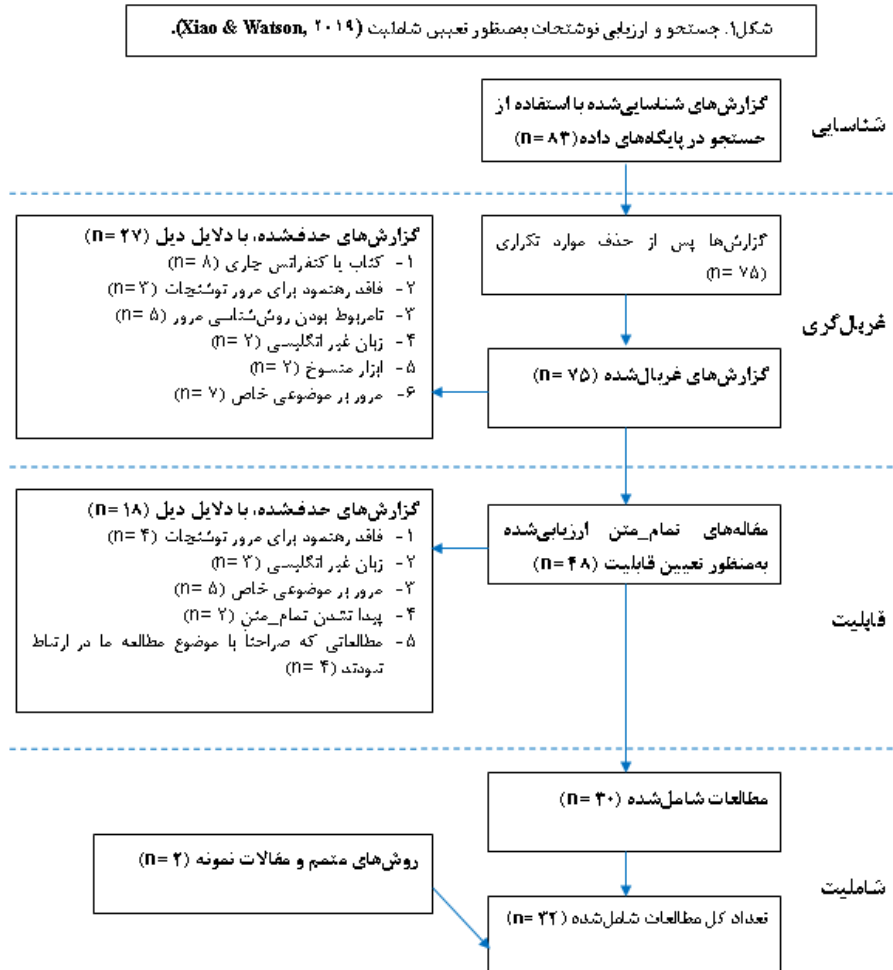 شکل۱. جستجو و ارزیابی نوشتجات به‌منظور تعیین شاملیت (Xiao & Watson, ۲۰۱۹).
شناسایی
گزارش‌های شناسایی‌شده با استفاده از
جستجو در پایگاه‌های داده (n= ۸۳)
غربال‌گری
گزارش‌ها پس از حذف موارد تکراری
(n= ۷۵)
گزارش‌های غربال‌شده (n= ۷۵)
گزارش‌های حذف‌شده، با دلایل ذیل (n= ۲۷)
۱- کتاب یا کنفرانس جاری (n= ۸)
۲- فاقد رهنمود برای مرور نوشتجات (n= ۳)
۳- نامربوط بودن روش‌شناسی مرور (n= ۵)
۴- زبان غیر انگلیسی (n= ۲)
۵- ابزار منسوخ (n= ۲)
۶- مرور بر موضوعی خاص (n= ۷)
قابلیت
مقاله‌های تمام_متن ارزیابی‌شده
به‌منظور تعیین قابلیت (n= ۴۸)
گزارش‌های حذف‌شده، با دلایل ذیل (n= ۱۸)
۱- فاقد رهنمود برای مرور نوشتجات (n= ۴)
۲- زبان غیر انگلیسی (n= ۳)
۳- مرور بر موضوعی خاص (n= ۵)
۴- پیدا نشدن تمام_متن (n= ۲)
۵- مطالعاتی که صراحتاً با موضوع مطالعه ما در ارتباط
نبودند (n= ۴)
شاملیت
مطالعات شامل‌شده (n= ۳۰)
روش‌های متمم و مقالات نمونه (n= ۲)
تعداد کل مطالعات شامل‌شده (n= ۳۲)